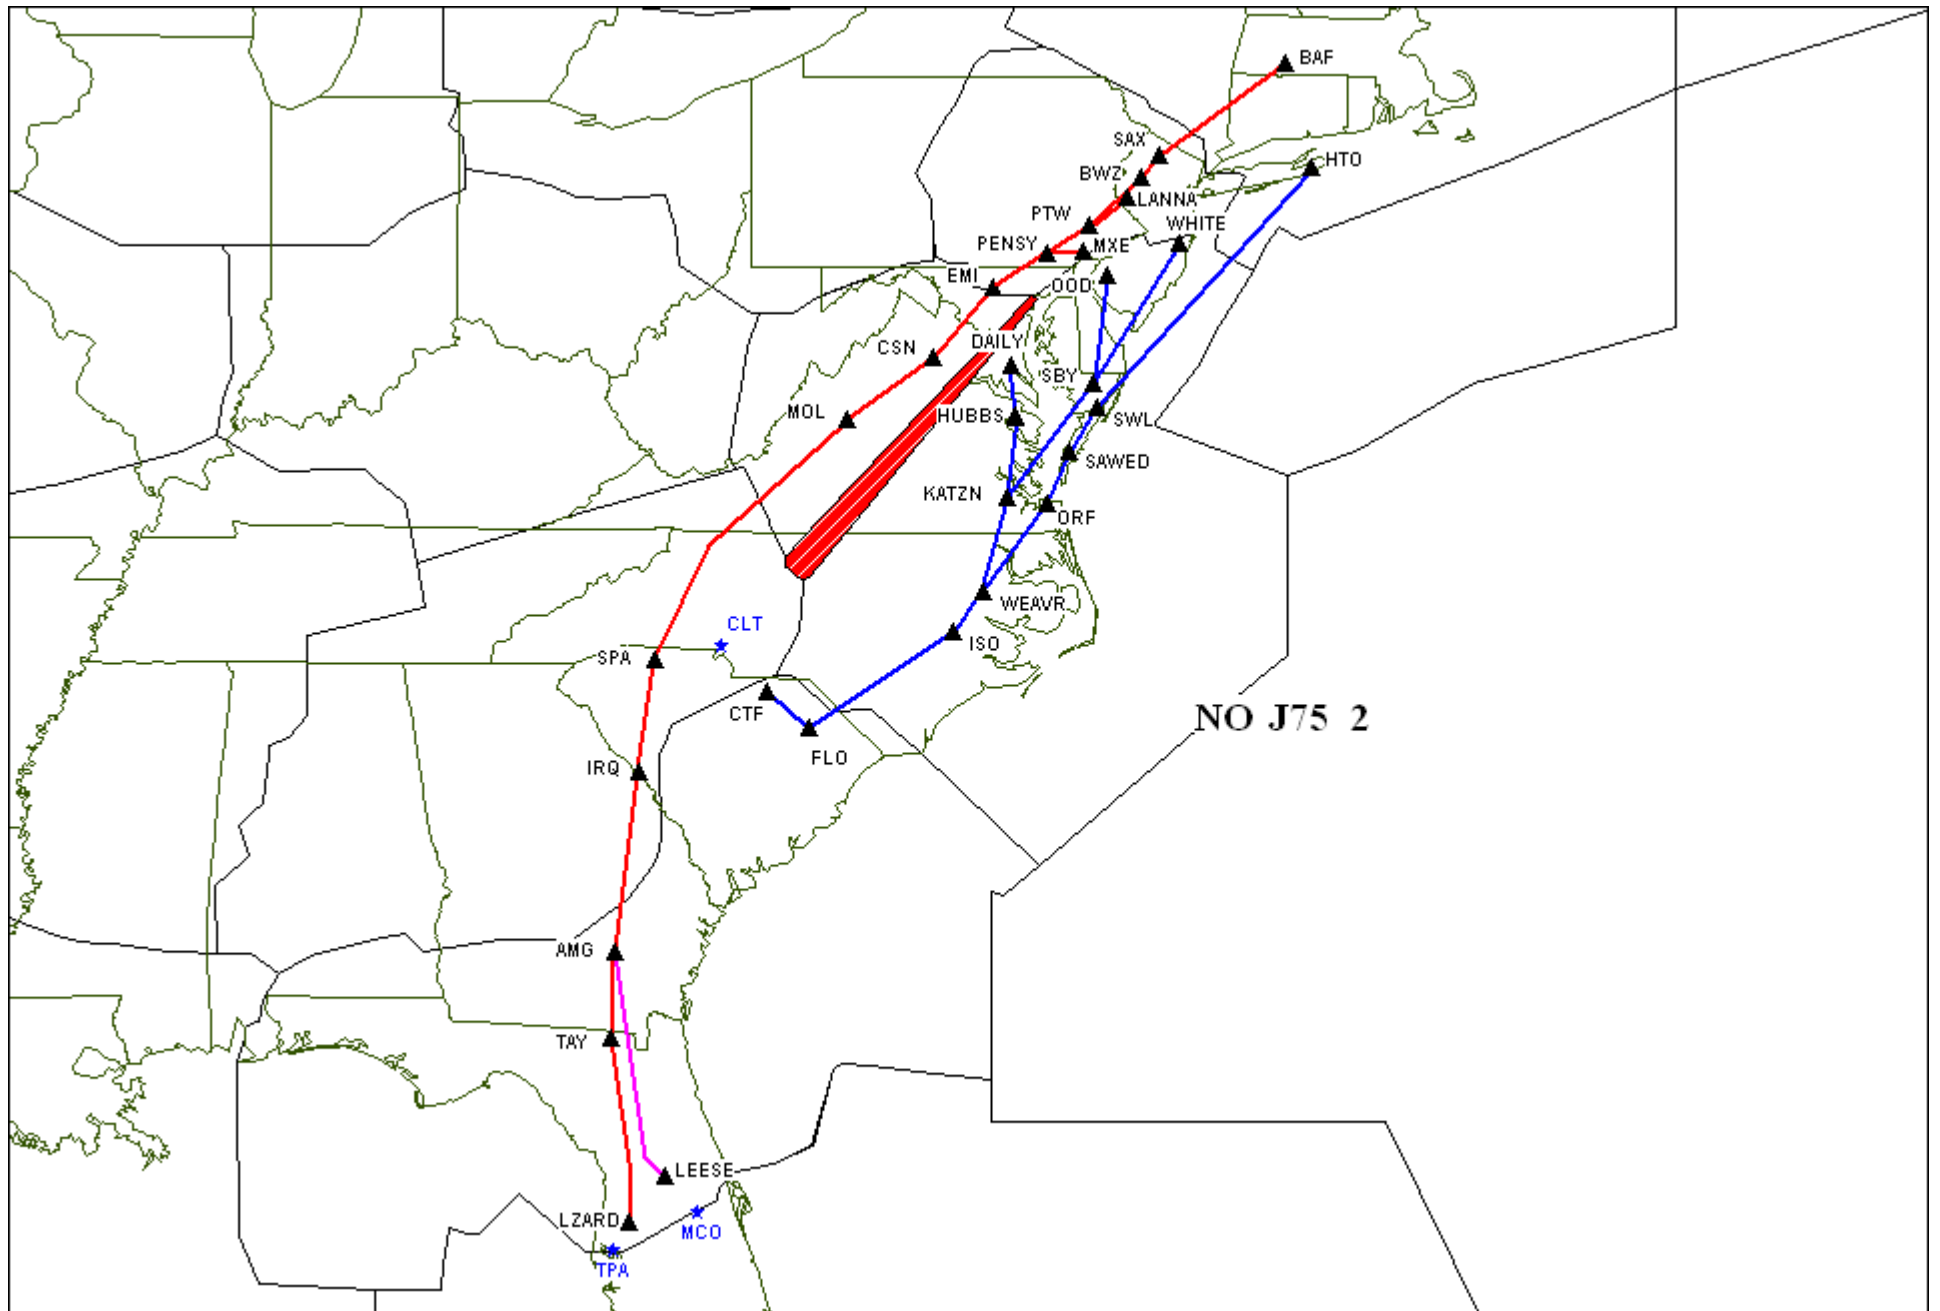 BAF
SAX
HTO
BWZ
LANNA
PTW
WHITE
PENSY
MXE
EMI
OOD
DAILY
CSN
SBY
MOL
HUBBS
SWL
SAWED
KATZN
ORF
WEAVR
CLT
ISO
SPA
CTF
NO J75 2
FLO
IRQ
AMG
TAY
LEESE
LZARD
MCO
TPA